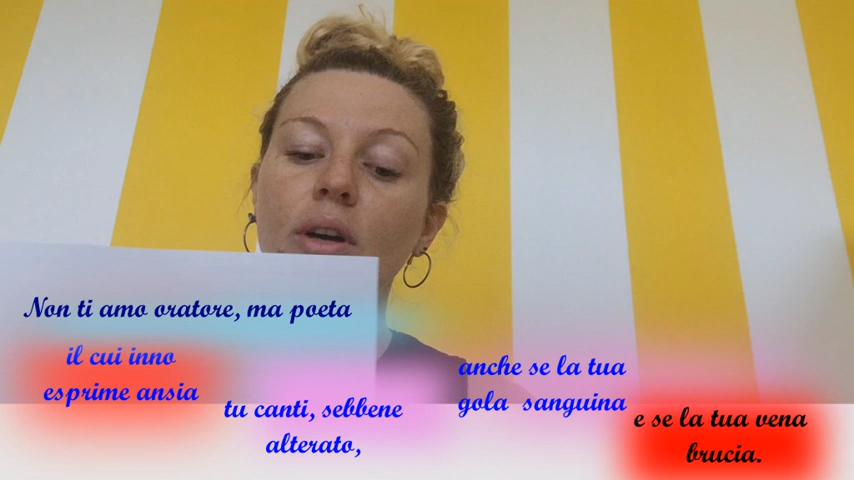 Non ti amo oratore, ma poeta
il cui inno
esprime ansia
tu canti, sebbene
alterato,
anche se la tua
gola sanguina
e se la tua vena
brucia.